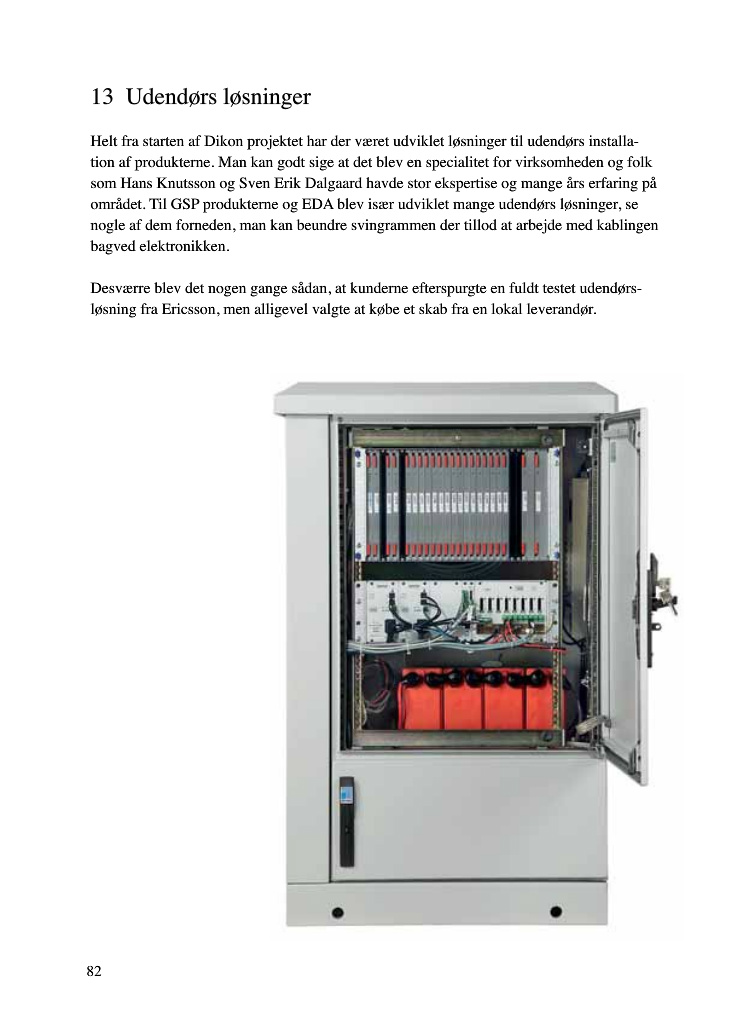 13 Udendørs løsninger
Helt fra starten af Dikon projektet har der været udviklet løsninger til udendørs installa-
tion af produkterne. Man kan godt sige at det blev en specialitet for virksomheden og folk
som Hans Knutsson og Sven Erik Dalgaard havde stor ekspertise og mange års erfaring på
området. Til GSP produkterne og EDA blev især udviklet mange udendørs løsninger, se
nogle af dem forneden, man kan beundre svingrammen der tillod at arbejde med kablingen
bagved elektronikken.
Desværre blev det nogen gange sådan, at kunderne efterspurgte en fuldt testet udendørs-
løsning fra Ericsson, men alligevel valgte at købe et skab fra en lokal leverandør.
82